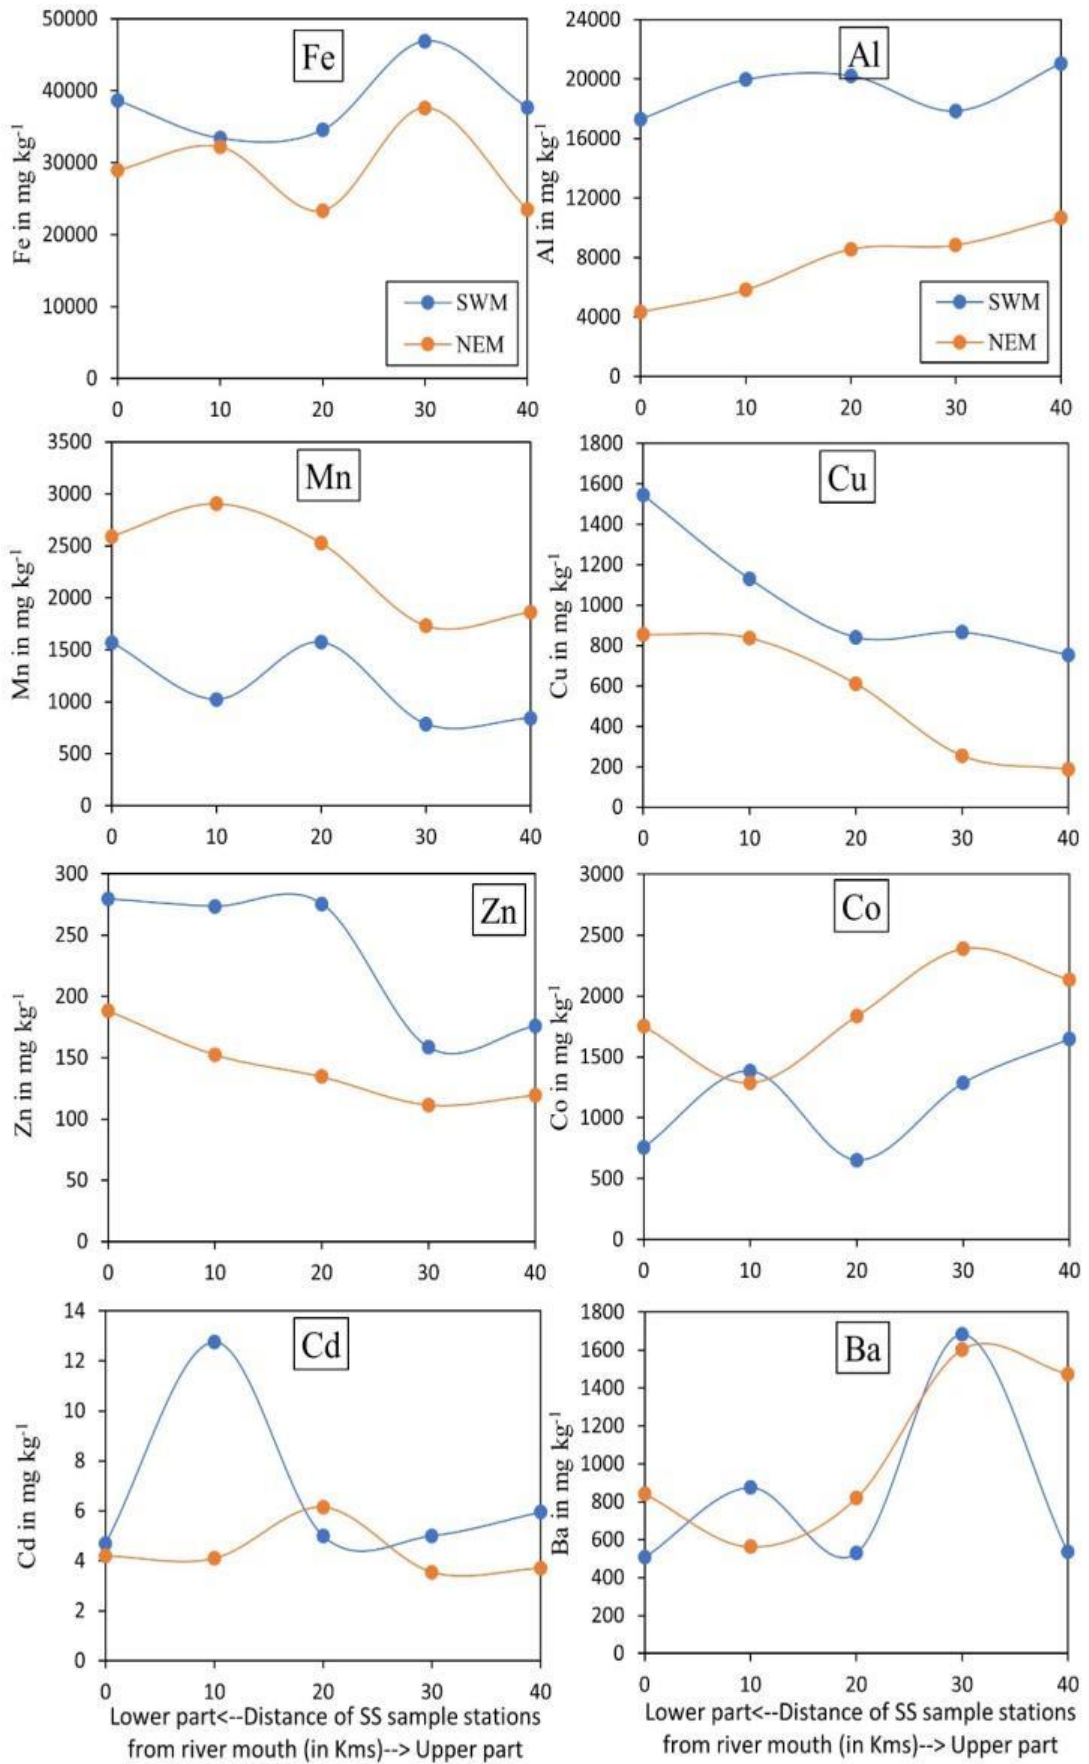 Fe
Fe in mg kg⁻¹
50000
40000
30000
20000
10000
0
0 10 20 30 40
SWM
NEM
Al
Al in mg kg⁻¹
24000
20000
16000
12000
8000
4000
0
0 10 20 30 40
SWM
NEM
Mn
Mn in mg kg⁻¹
3500
3000
2500
2000
1500
1000
500
0
0 10 20 30 40
Cu
Cu in mg kg⁻¹
1800
1600
1400
1200
1000
800
600
400
200
0
0 10 20 30 40
Zn
Zn in mg kg⁻¹
300
250
200
150
100
50
0
0 10 20 30 40
Co
Co in mg kg⁻¹
3000
2500
2000
1500
1000
500
0
0 10 20 30 40
Cd
Cd in mg kg⁻¹
14
12
10
8
6
4
2
0
0 10 20 30 40
Lower part<--Distance of SS sample stations
from river mouth (in Kms)--> Upper part
Ba
Ba in mg kg⁻¹
1800
1600
1400
1200
1000
800
600
400
200
0
0 10 20 30 40
Lower part<--Distance of SS sample stations
from river mouth (in Kms)--> Upper part